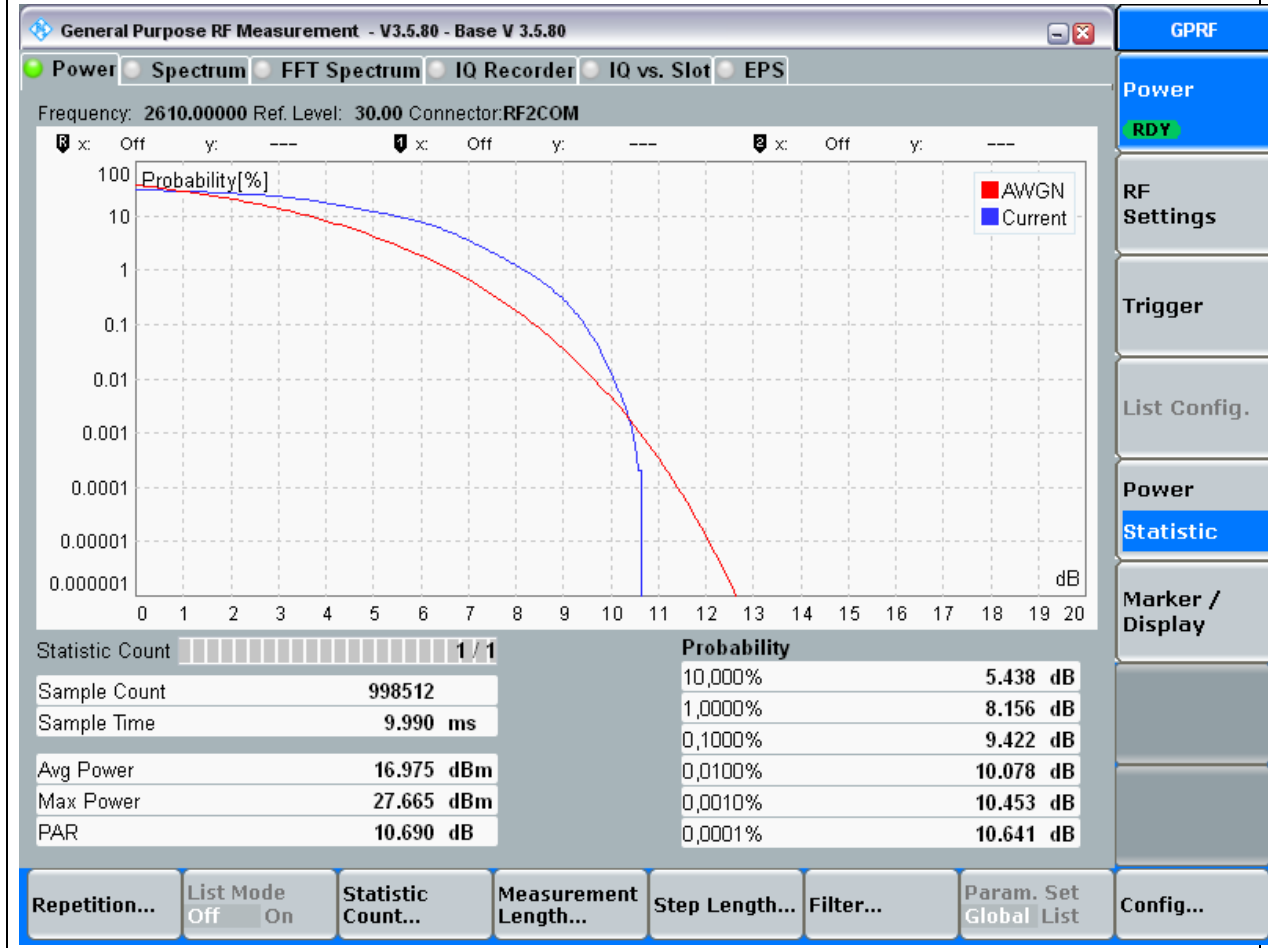 General Purpose RF Measurement - V3.5.80 - Base V 3.5.80
GPRF
Power Spectrum FFT Spectrum IQ Recorder IQ vs. Slot EPS
Frequency: 2610.00000 Ref. Level: 30.00 Connector:RF2COM
R x: Off y: --- 1 x: Off y: --- 2 x: Off y: ---
Probability[%]
AWGN
Current
100
10
1
0.1
0.01
0.001
0.0001
0.00001
0.000001
dB
0 1 2 3 4 5 6 7 8 9 10 11 12 13 14 15 16 17 18 19 20
Statistic Count 1 / 1
Sample Count 998512
Sample Time 9.990 ms
Avg Power 16.975 dBm
Max Power 27.665 dBm
PAR 10.690 dB
Probability
10,000% 5.438 dB
1,0000% 8.156 dB
0,1000% 9.422 dB
0,0100% 10.078 dB
0,0010% 10.453 dB
0,0001% 10.641 dB
Power
RDY
RF
Settings
Trigger
List Config.
Power
Statistic
Marker /
Display
Repetition...
List Mode
Off On
Statistic
Count...
Measurement
Length...
Step Length...
Filter...
Param. Set
Global List
Config...